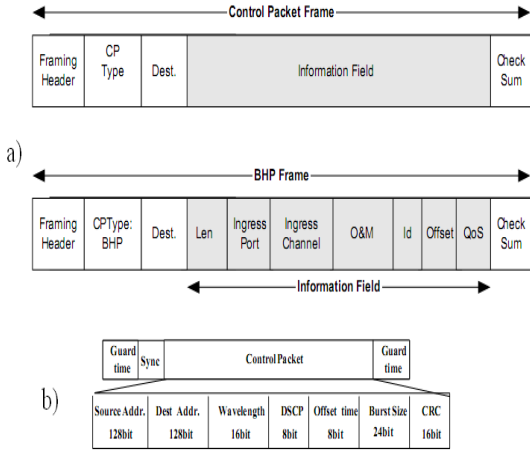 Control Packet Frame
Framing Header
CP Type
Dest.
Information Field
Check Sum
a)
BHP Frame
Framing Header
CPType: BHP
Dest.
Len
Ingress Port
Ingress Channel
O&M
Id
Offset
QoS
Check Sum
Information Field
b)
Guard time
Sync
Control Packet
Guard time
Source Addr. 128bit
Dest Addr. 128bit
Wavelength 16bit
DSCP 8bit
Offset time 8bit
Burst Size 24bit
CRC 16bit